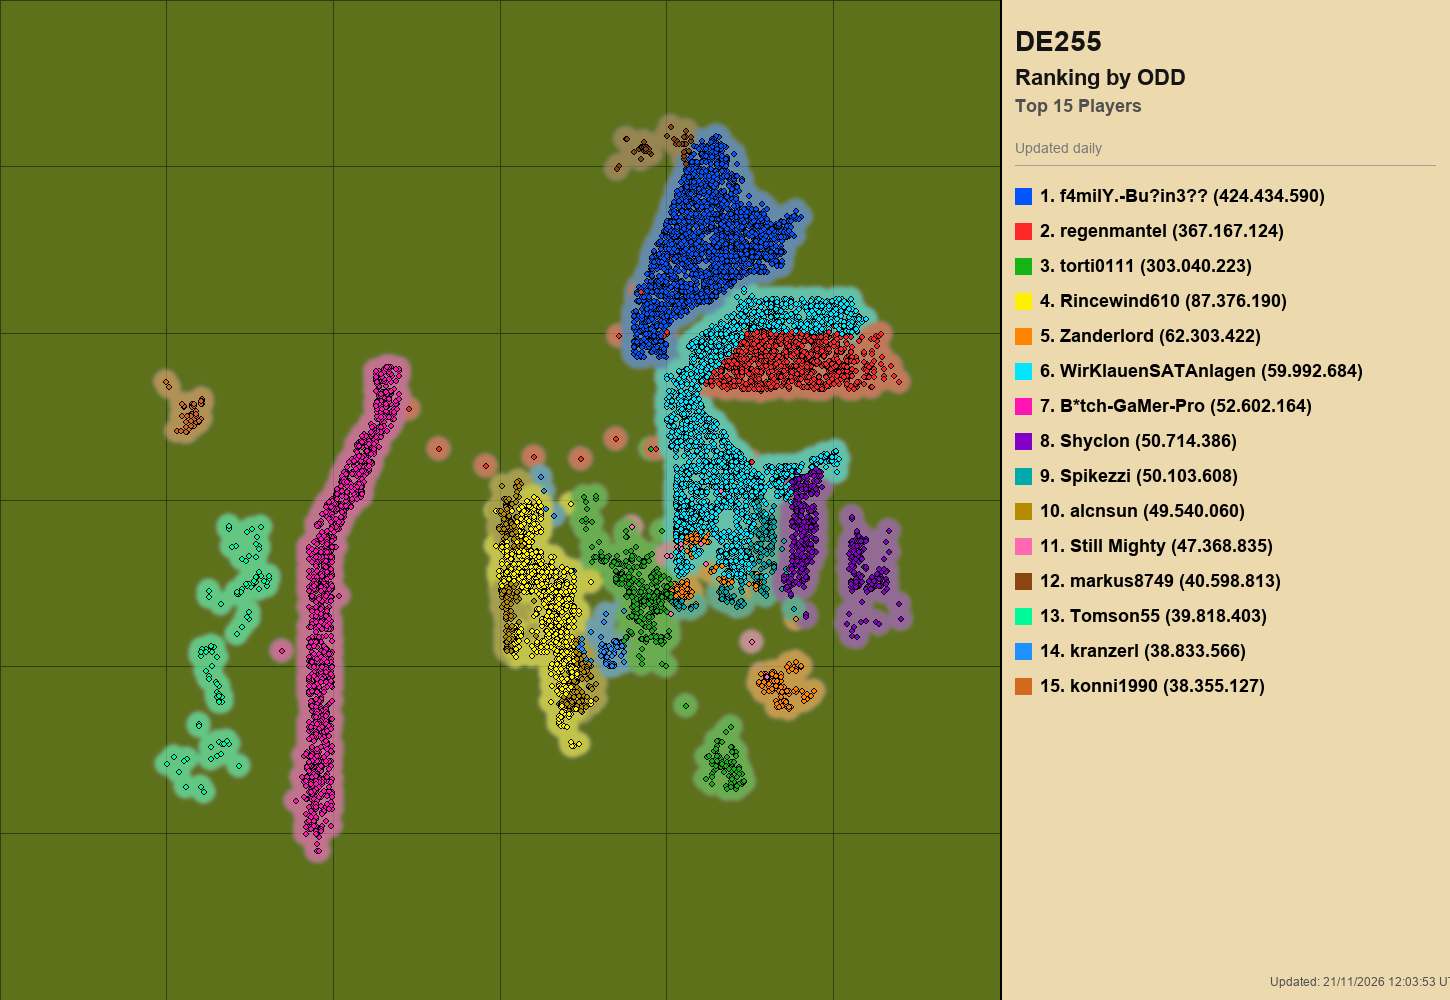 DE255
Ranking by ODD
Top 15 Players
Updated daily
1. f4milY.-Bu?in3?? (424.434.590)
2. regenmantel (367.167.124)
3. torti0111 (303.040.223)
4. Rincewind610 (87.376.190)
5. Zanderlord (62.303.422)
6. WirKlauenSATAnlagen (59.992.684)
7. B*tch-GaMer-Pro (52.602.164)
8. Shyclon (50.714.386)
9. Spikezzi (50.103.608)
10. alcnsun (49.540.060)
11. Still Mighty (47.368.835)
12. markus8749 (40.598.813)
13. Tomson55 (39.818.403)
14. kranzerl (38.833.566)
15. konni1990 (38.355.127)
Updated: 21/11/2026 12:03:53 U